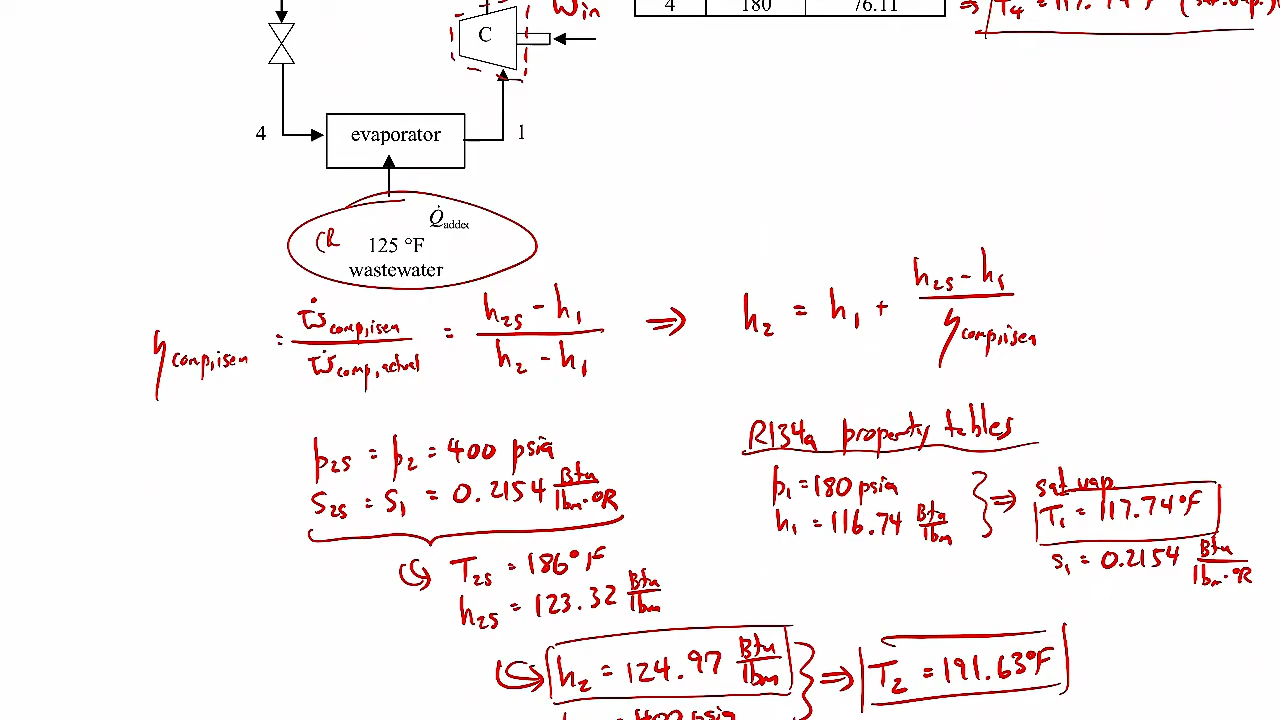 Ẇin
4 180 76.11 ⇒
C
4 evaporator 1
Q̇added
CR 125 °F
wastewater
ηcomp,isen = Ẇcomp,isen / Ẇcomp,actual = (h2s - h1) / (h2 - h1) ⇒ h2 = h1 + (h2s - h1) / ηcomp,isen
R134a property tables
p2s = p2 = 400 psia
s2s = s1 = 0.2154 Btu/lbm·°R
p1 = 180 psia
h1 = 116.74 Btu/lbm
⇒ sat vap
T1 = 117.74°F
s1 = 0.2154 Btu/lbm·°R
T2s = 186°F
h2s = 123.32 Btu/lbm
h2 = 124.97 Btu/lbm ⇒ T2 = 191.63°F
= 400 psia